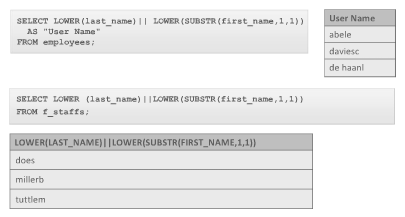 SELECT LOWER(last_name)|| LOWER(SUBSTR(first_name,1,1))
AS "User Name"
FROM employees;
User Name
abele
daviesc
de haanl
SELECT LOWER (last_name)||LOWER(SUBSTR(first_name,1,1))
FROM f_staffs;
LOWER(LAST_NAME)||LOWER(SUBSTR(FIRST_NAME,1,1))
does
millerb
tuttlem